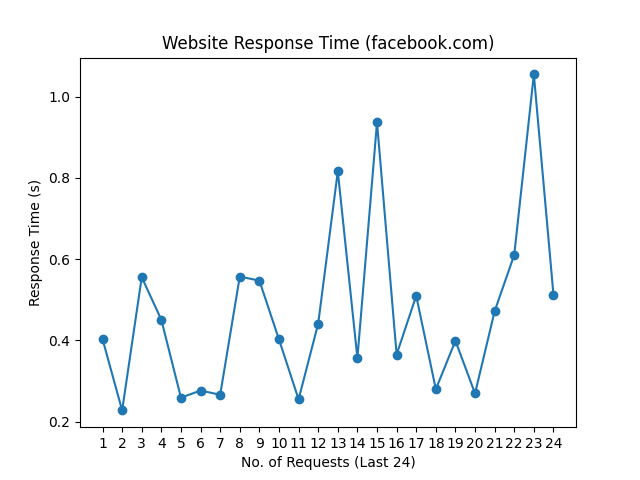 Website Response Time (facebook.com)
Response Time (s)
1.0
0.8
0.6
0.4
0.2
1 2 3 4 5 6 7 8 9 10 11 12 13 14 15 16 17 18 19 20 21 22 23 24
No. of Requests (Last 24)